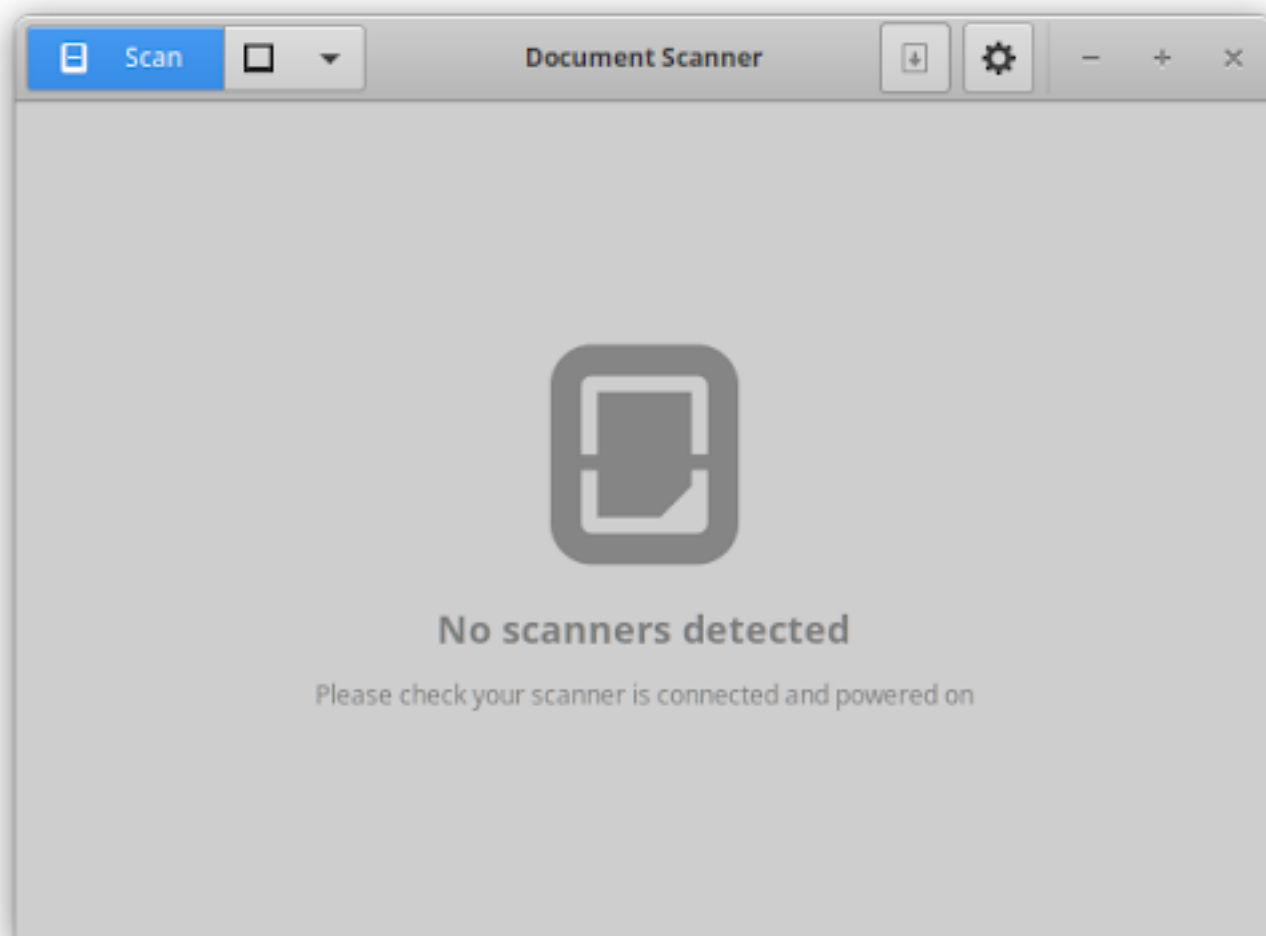 Scan
Document Scanner
No scanners detected
Please check your scanner is connected and powered on